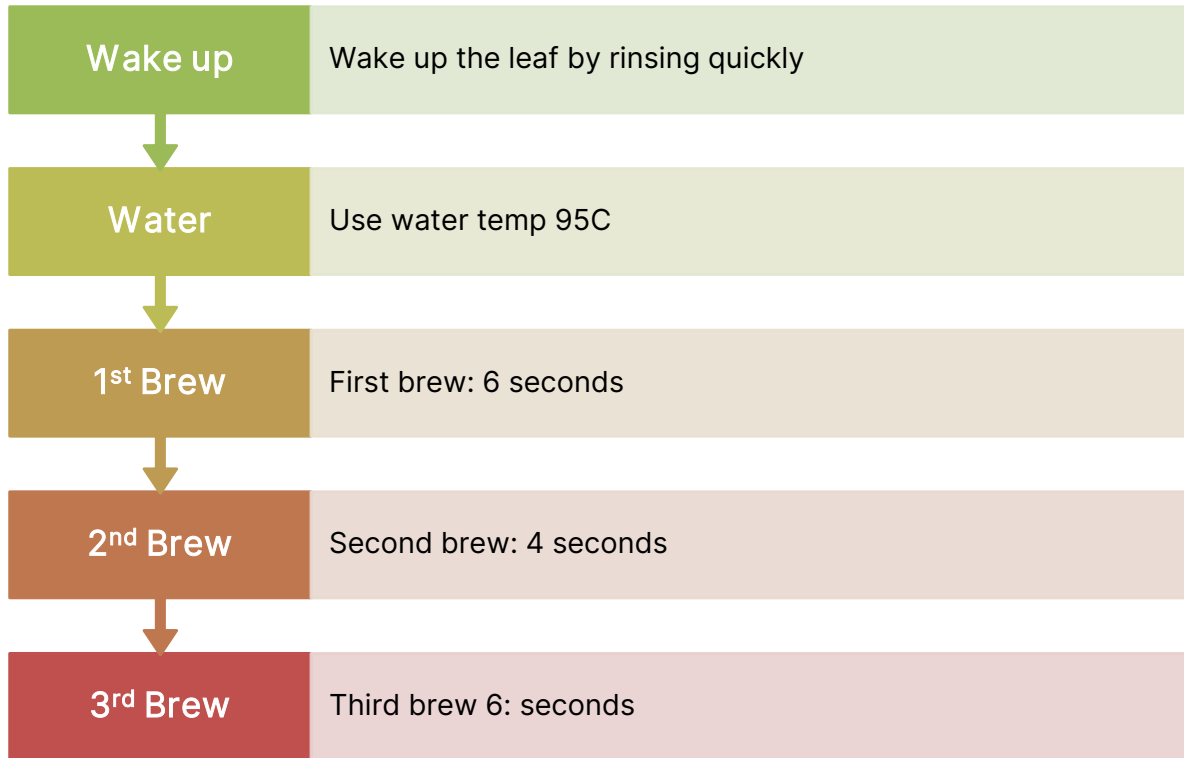 Wake up
Wake up the leaf by rinsing quickly
Water
Use water temp 95C
1st Brew
First brew: 6 seconds
2nd Brew
Second brew: 4 seconds
3rd Brew
Third brew 6: seconds